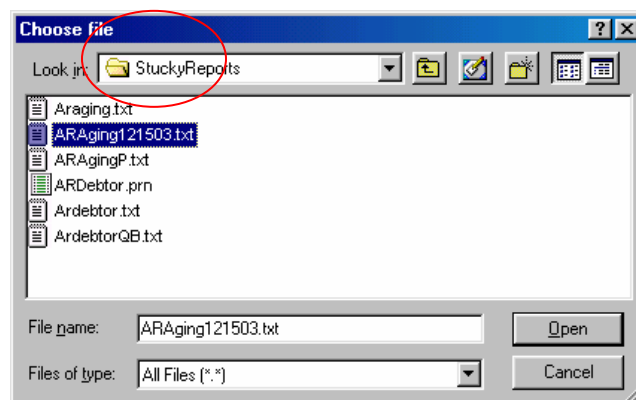 Choose file
Look in: StuckyReports
Araging.txt
ARAging121503.txt
ARAgingP.txt
ARDebtor.prn
Ardebtor.txt
ArdebtorQB.txt
File name: ARAging121503.txt Open
Files of type: All Files (*.*) Cancel